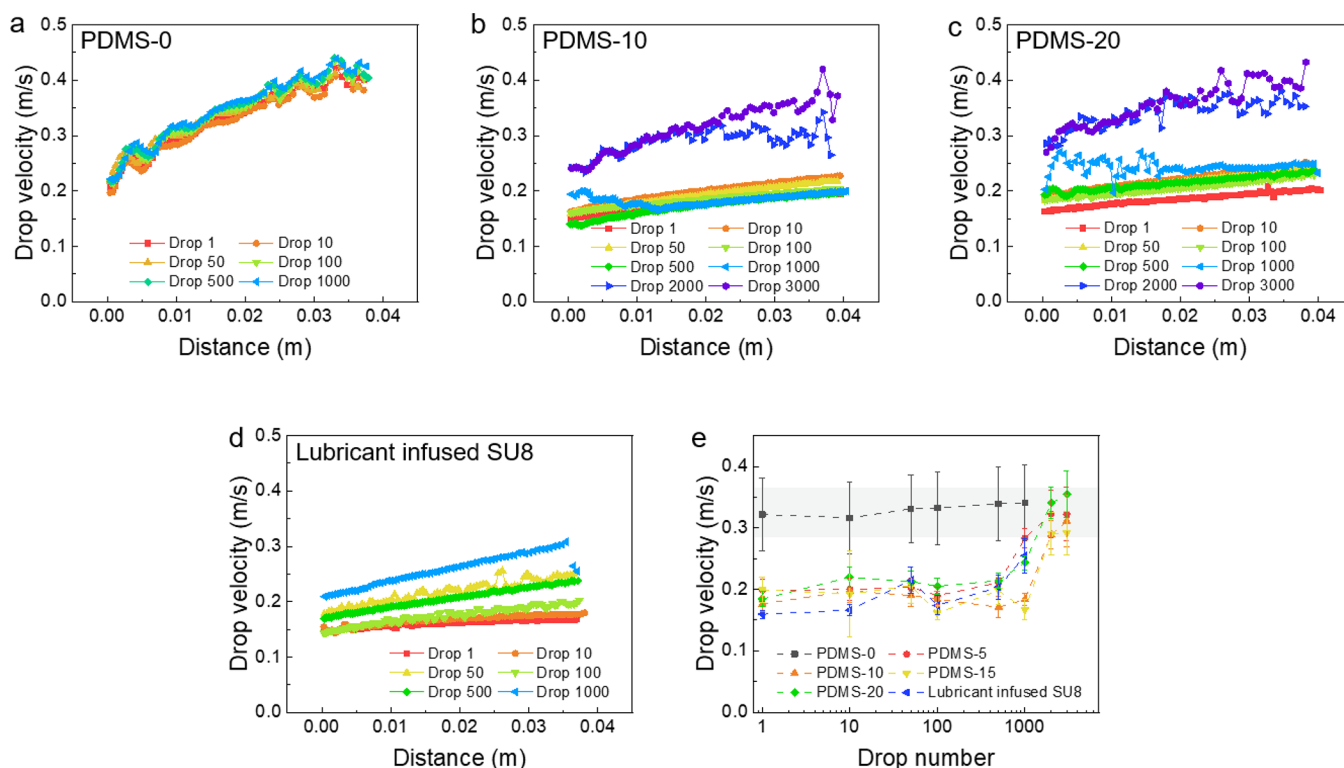 a
PDMS-0
Drop velocity (m/s)
0.5
0.4
0.3
0.2
0.1
0.0
Drop 1
Drop 10
Drop 50
Drop 100
Drop 500
Drop 1000
0.00
0.01
0.02
0.03
0.04
Distance (m)
b
PDMS-10
Drop velocity (m/s)
0.5
0.4
0.3
0.2
0.1
0.0
Drop 1
Drop 10
Drop 50
Drop 100
Drop 500
Drop 1000
Drop 2000
Drop 3000
0.00
0.01
0.02
0.03
0.04
Distance (m)
c
PDMS-20
Drop velocity (m/s)
0.5
0.4
0.3
0.2
0.1
0.0
Drop 1
Drop 10
Drop 50
Drop 100
Drop 500
Drop 1000
Drop 2000
Drop 3000
0.00
0.01
0.02
0.03
0.04
Distance (m)
d
Lubricant infused SU8
Drop velocity (m/s)
0.5
0.4
0.3
0.2
0.1
0.0
Drop 1
Drop 10
Drop 50
Drop 100
Drop 500
Drop 1000
0.00
0.01
0.02
0.03
0.04
Distance (m)
e
Drop velocity (m/s)
0.4
0.3
0.2
0.1
0.0
PDMS-0
PDMS-5
PDMS-10
PDMS-15
PDMS-20
Lubricant infused SU8
1
10
100
1000
Drop number